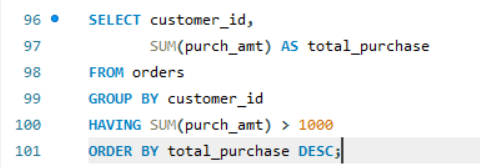 96 SELECT customer_id,
97 SUM(purch_amt) AS total_purchase
98 FROM orders
99 GROUP BY customer_id
100 HAVING SUM(purch_amt) > 1000
101 ORDER BY total_purchase DESC;